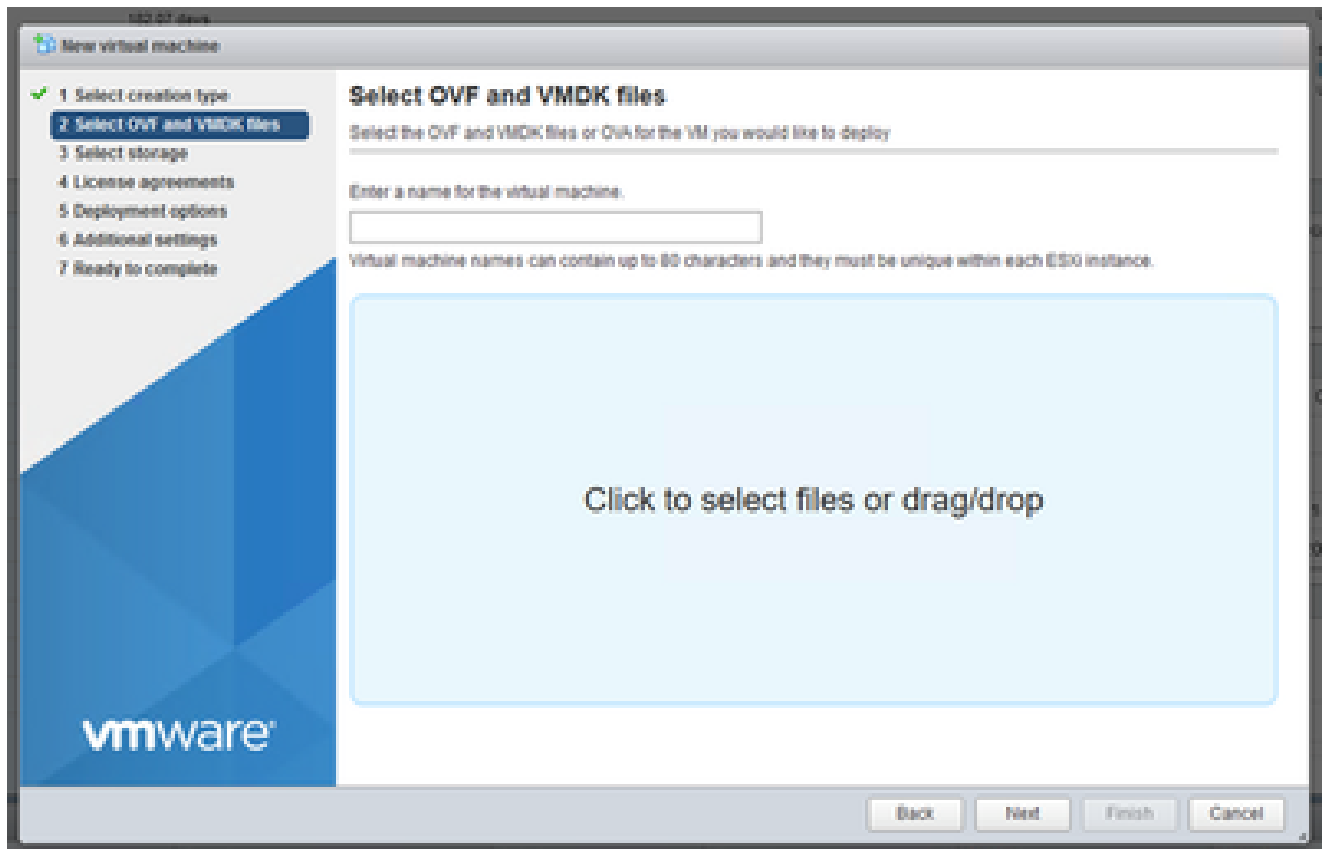 182.07 days
New virtual machine
1 Select creation type
2 Select OVF and VMDK files
3 Select storage
4 License agreements
5 Deployment options
6 Additional settings
7 Ready to complete
vmware
Select OVF and VMDK files
Select the OVF and VMDK files or OVA for the VM you would like to deploy
Enter a name for the virtual machine.
Virtual machine names can contain up to 80 characters and they must be unique within each ESXi instance.
Click to select files or drag/drop
Back
Next
Finish
Cancel